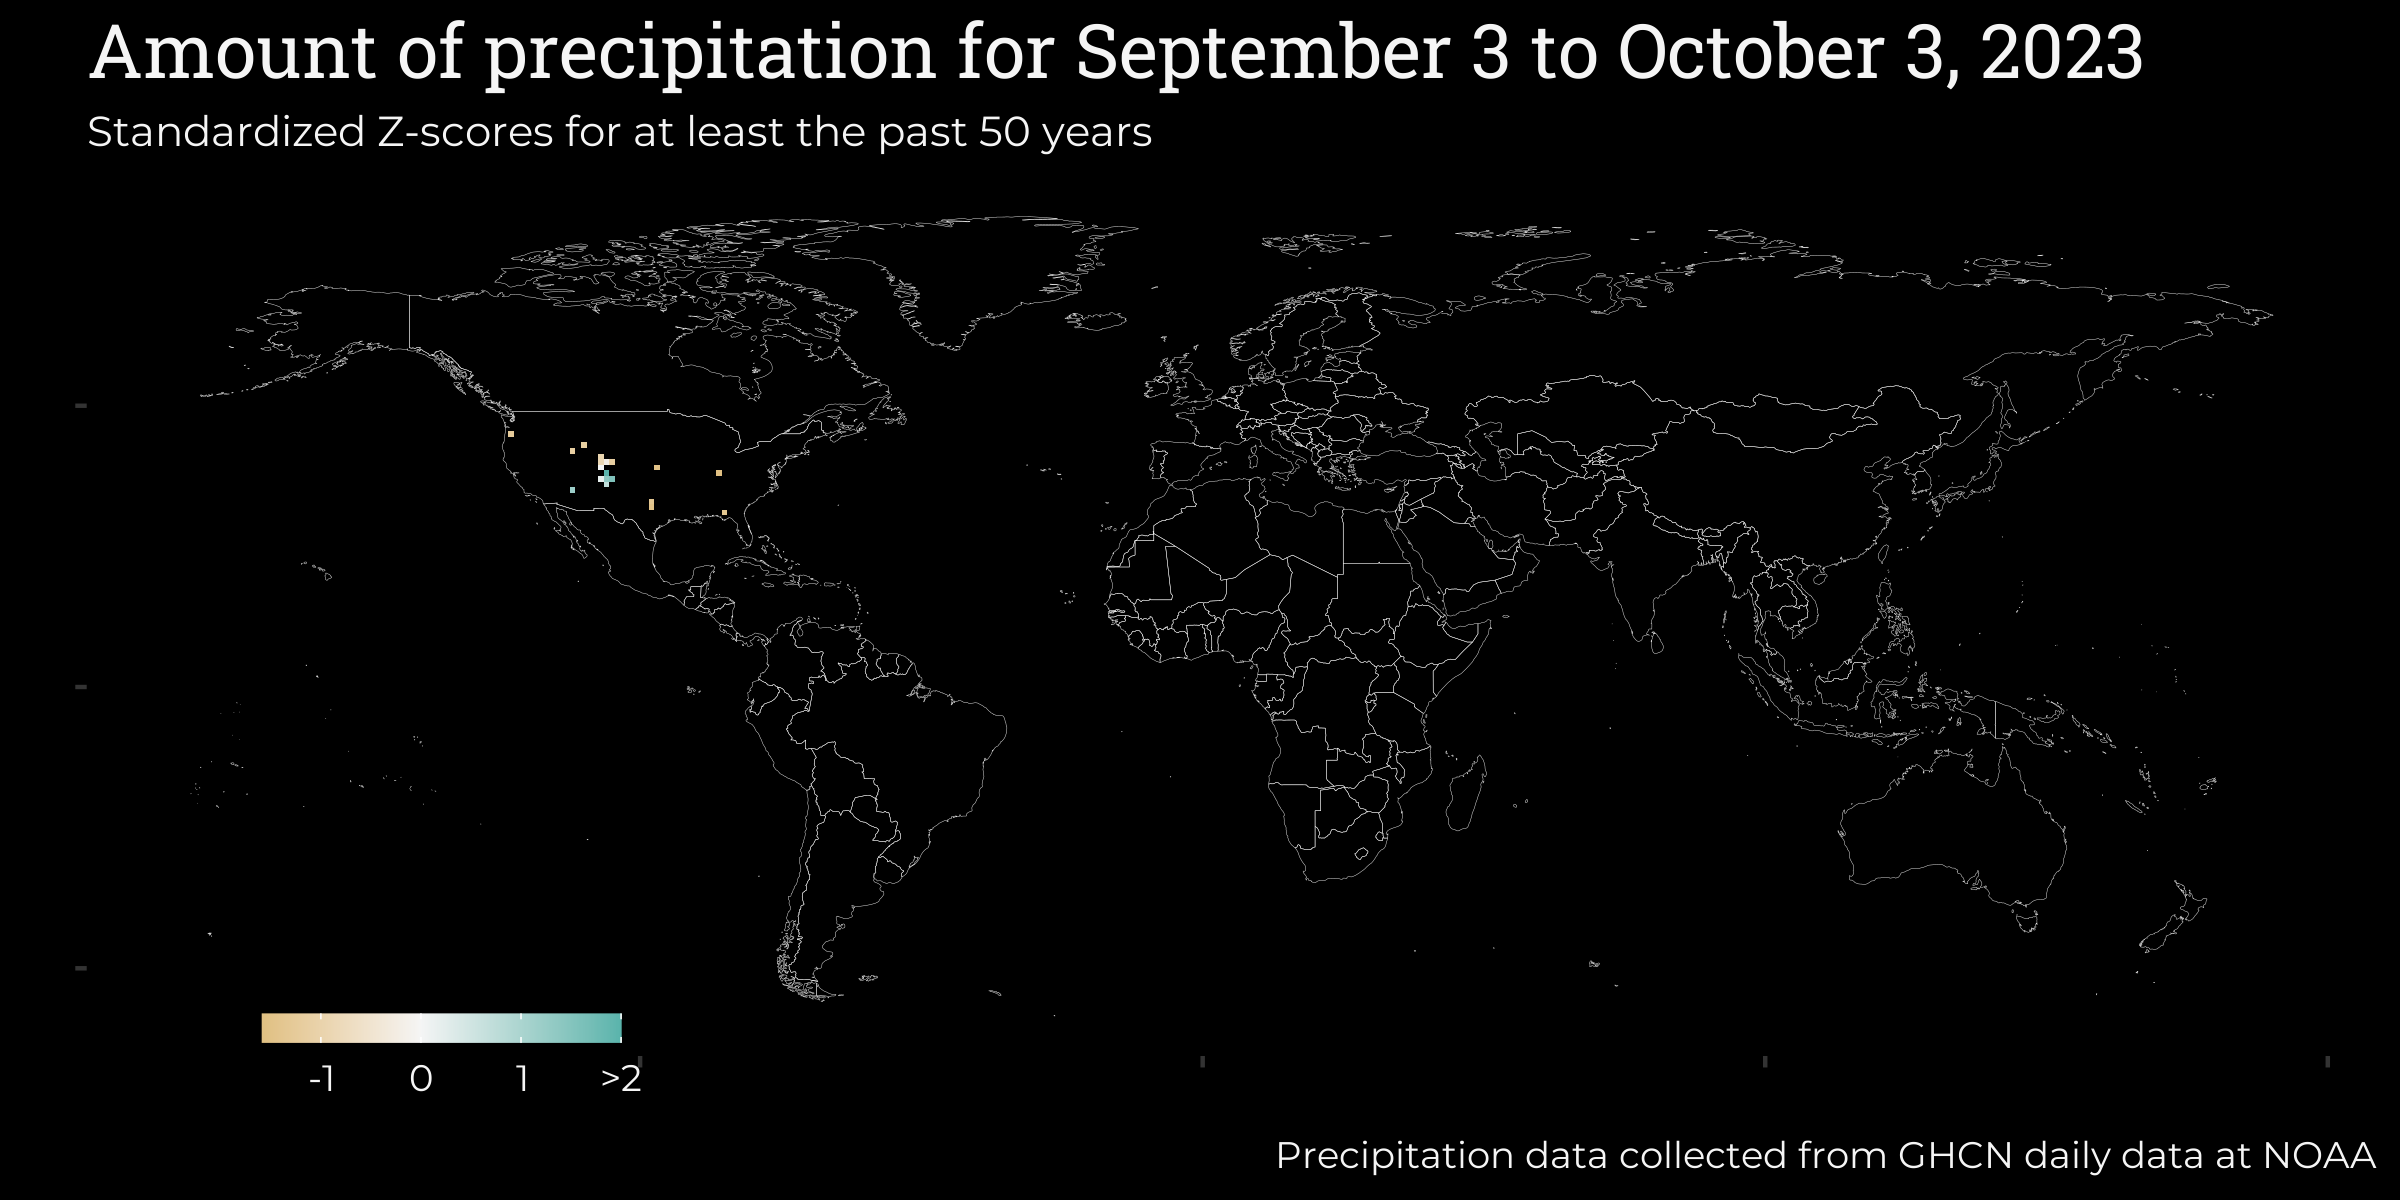 Amount of precipitation for September 3 to October 3, 2023
Standardized Z-scores for at least the past 50 years
-1 0 1 >2
Precipitation data collected from GHCN daily data at NOAA